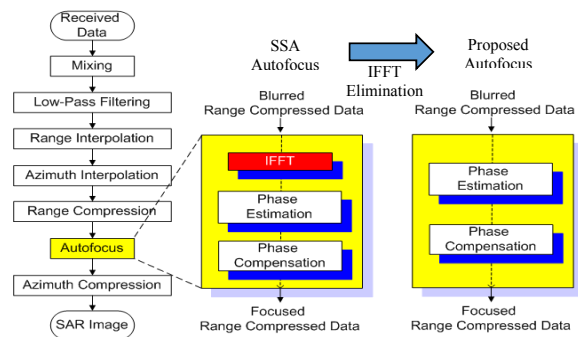 Received
Data
Mixing
Low-Pass Filtering
Range Interpolation
Azimuth Interpolation
Range Compression
Autofocus
Azimuth Compression
SAR Image
SSA
Autofocus
Blurred
Range Compressed Data
IFFT
Phase
Estimation
Phase
Compensation
Focused
Range Compressed Data
IFFT
Elimination
Proposed
Autofocus
Blurred
Range Compressed Data
Phase
Estimation
Phase
Compensation
Focused
Range Compressed Data